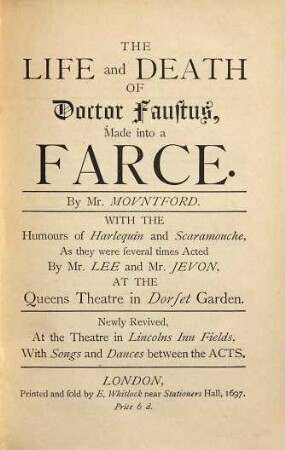 THE
LIFE and DEATH
OF
Doctor Fauſtus,
Made into a
FARCE.
By Mr. MOVNTFORD.
WITH THE
Humours of Harlequin and Scaramouche,
As they were ſeveral times Acted
By Mr. LEE and Mr. JEVON,
AT THE
Queens Theatre in Dorſet Garden.
Newly Revived,
At the Theatre in Lincolns Inn Fields,
With Songs and Dances between the ACTS.
LONDON,
Printed and ſold by E. Whitlock near Stationers Hall, 1697.
Price 6 d.